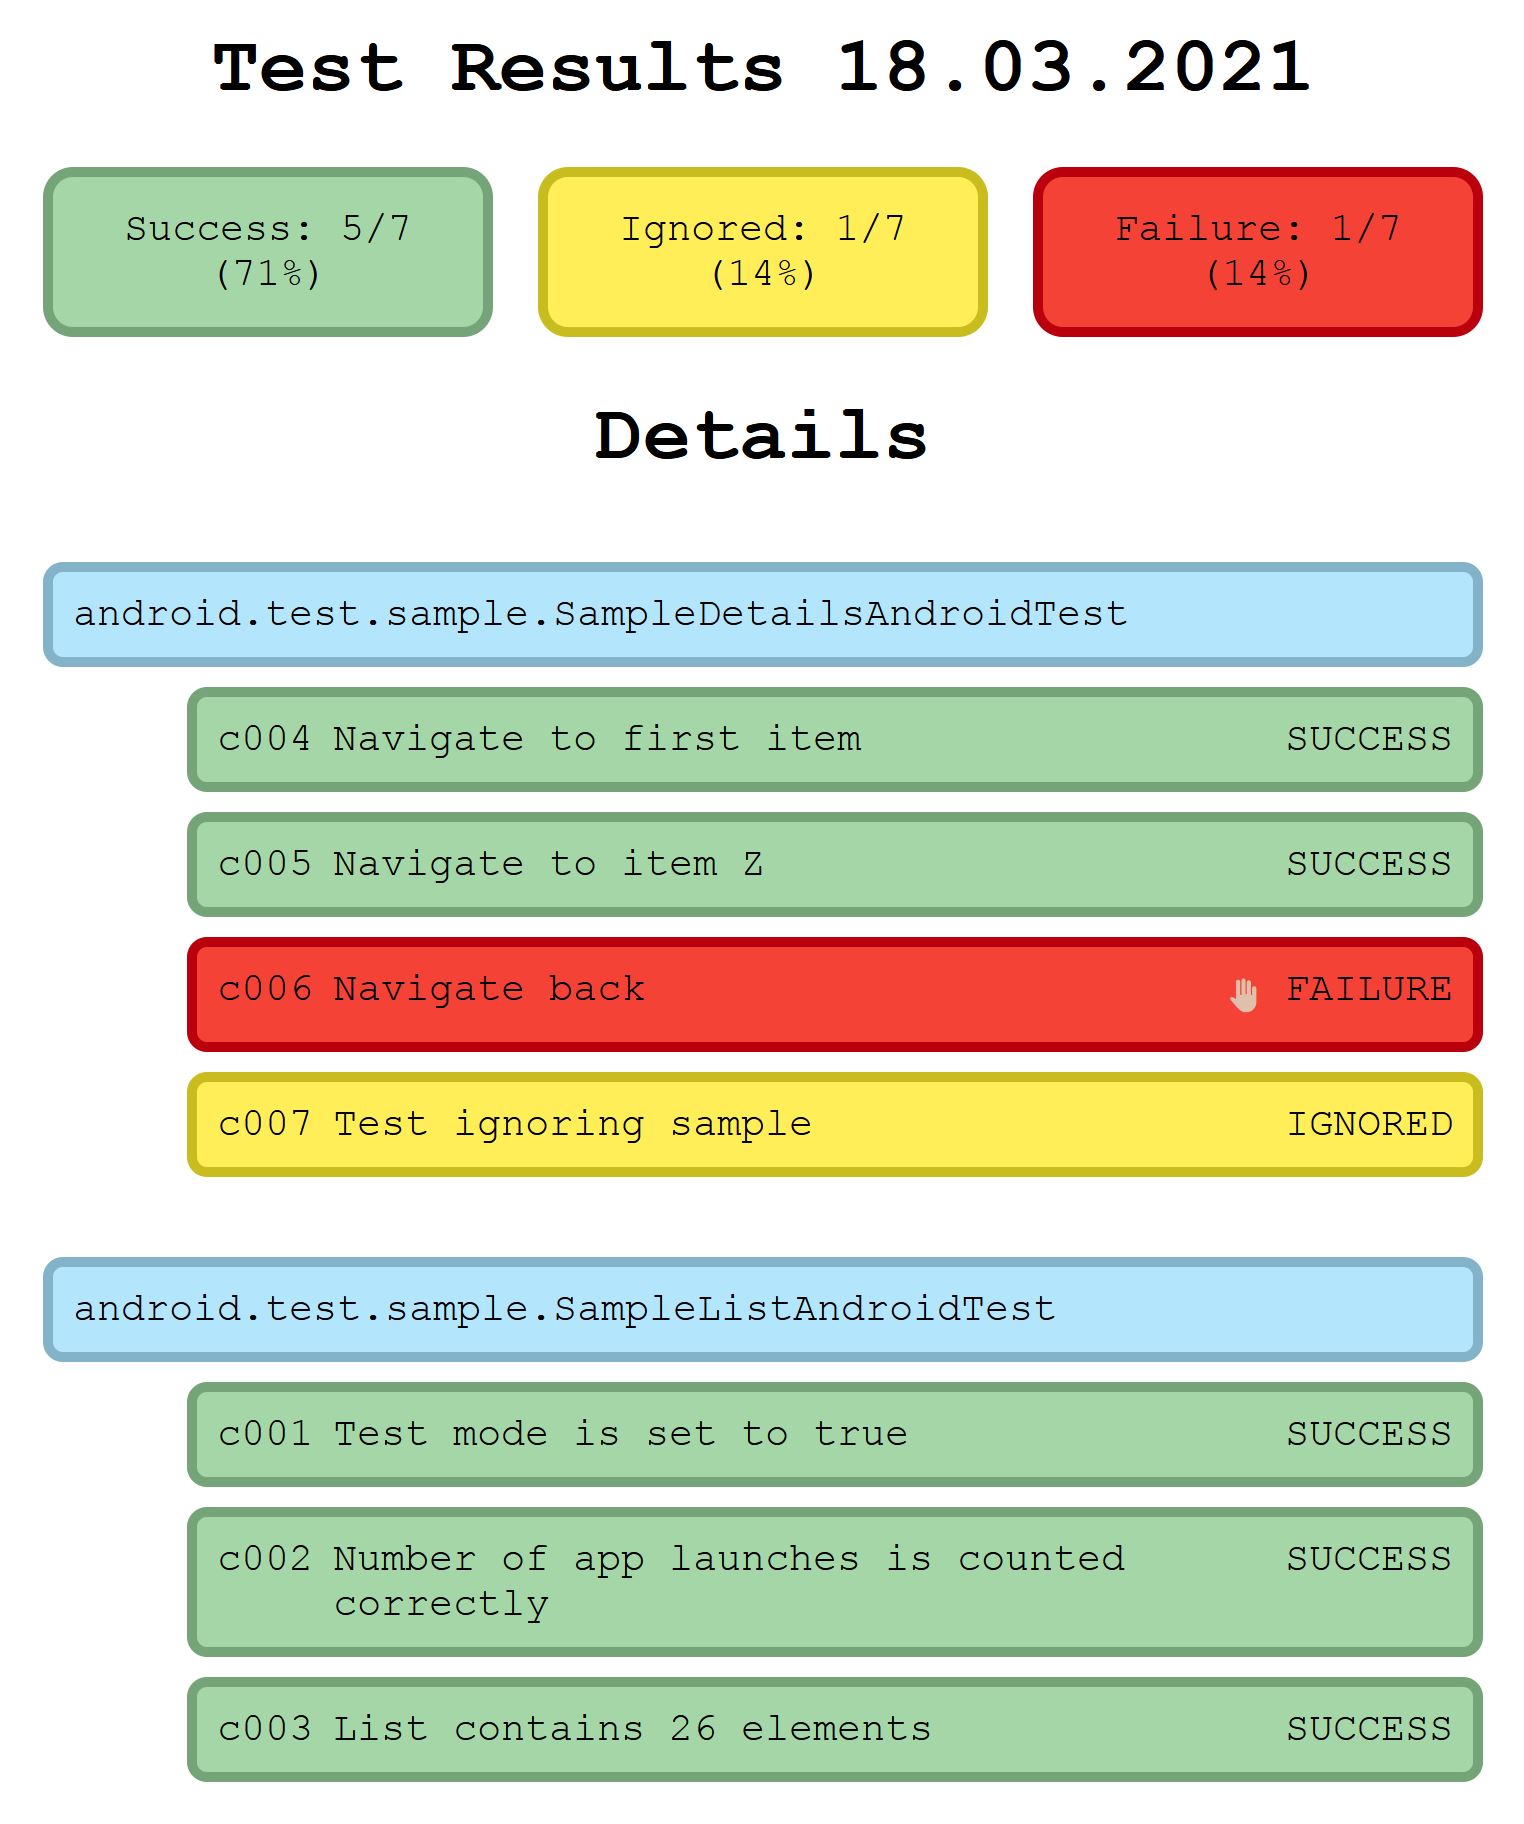 Test Results 18.03.2021
Success: 5/7
(71%)
Ignored: 1/7
(14%)
Failure: 1/7
(14%)
Details
android.test.sample.SampleDetailsAndroidTest
c004 Navigate to first item SUCCESS
c005 Navigate to item Z SUCCESS
c006 Navigate back FAILURE
c007 Test ignoring sample IGNORED
android.test.sample.SampleListAndroidTest
c001 Test mode is set to true SUCCESS
c002 Number of app launches is counted SUCCESS
correctly
c003 List contains 26 elements SUCCESS